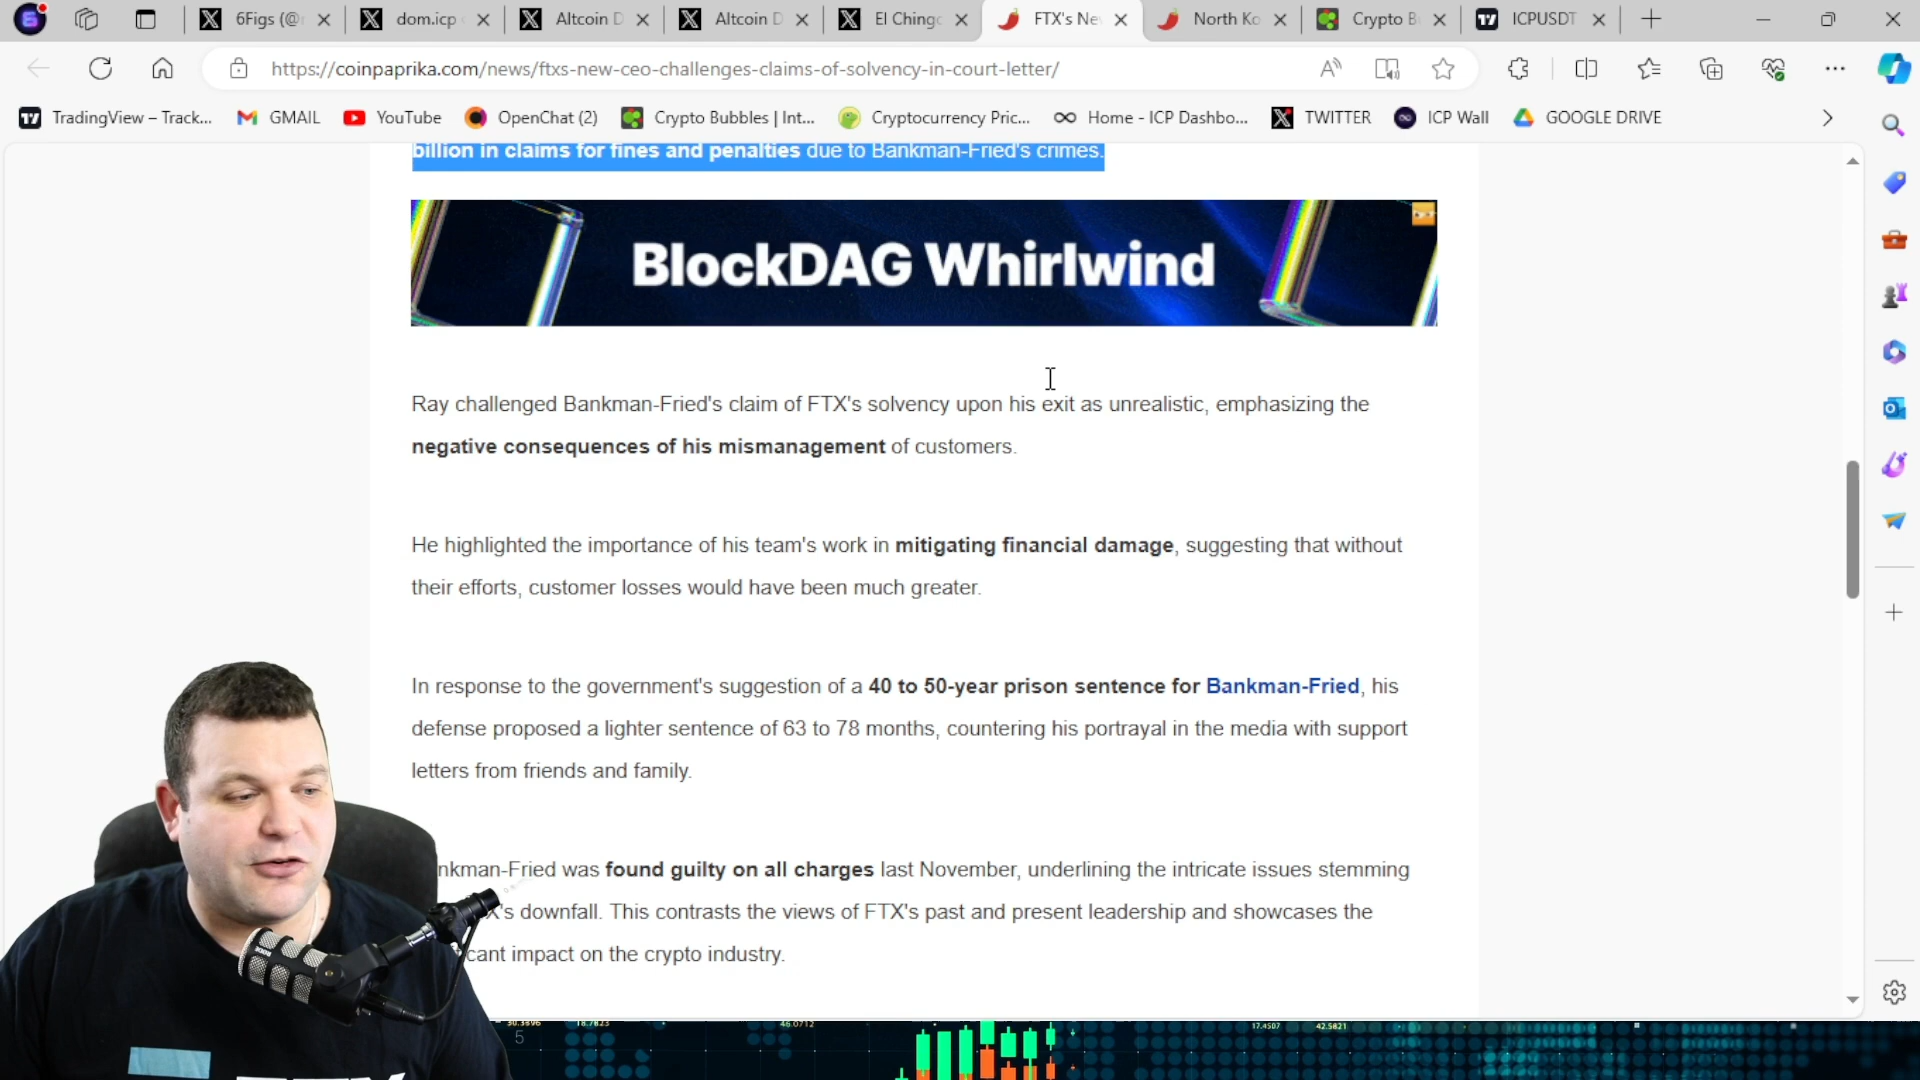 6Figs (@
dom.icp
Altcoin D
Altcoin D
El Chingo
FTX's Ne
North Ko
Crypto B
ICPUSDT
https://coinpaprika.com/news/ftxs-new-ceo-challenges-claims-of-solvency-in-court-letter/
TradingView – Track...
GMAIL
YouTube
OpenChat (2)
Crypto Bubbles | Int...
Cryptocurrency Pric...
Home - ICP Dashbo...
TWITTER
ICP Wall
GOOGLE DRIVE
billion in claims for fines and penalties due to Bankman-Fried's crimes.
BlockDAG Whirlwind
Ray challenged Bankman-Fried's claim of FTX's solvency upon his exit as unrealistic, emphasizing the
negative consequences of his mismanagement of customers.
He highlighted the importance of his team's work in mitigating financial damage, suggesting that without
their efforts, customer losses would have been much greater.
In response to the government's suggestion of a 40 to 50-year prison sentence for Bankman-Fried, his
defense proposed a lighter sentence of 63 to 78 months, countering his portrayal in the media with support
letters from friends and family.
nkman-Fried was found guilty on all charges last November, underlining the intricate issues stemming
X's downfall. This contrasts the views of FTX's past and present leadership and showcases the
cant impact on the crypto industry.
46.0712
17.4507
42.5821
5